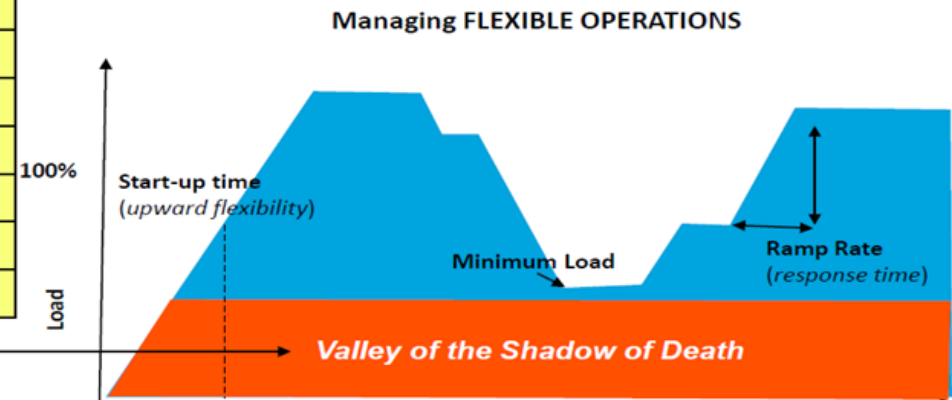 Managing FLEXIBLE OPERATIONS
100%
Start-up time
(upward flexibility)
Minimum Load
Ramp Rate
(response time)
Load
Valley of the Shadow of Death